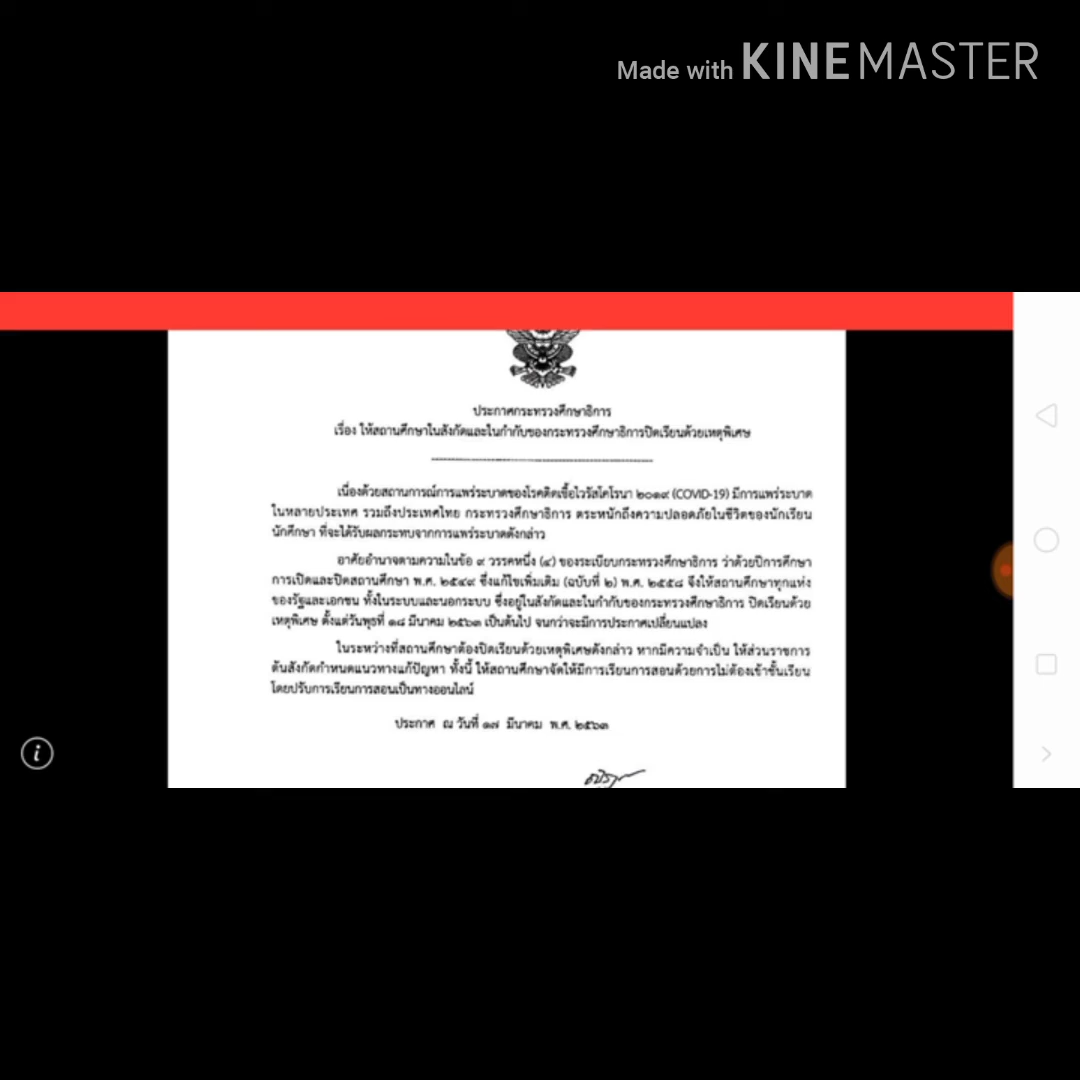 Made with KINEMASTER
ประกาศกระทรวงศึกษาธิการ
เรื่อง ให้สถานศึกษาในสังกัดและในกำกับของกระทรวงศึกษาธิการปิดเรียนด้วยเหตุพิเศษ
เนื่องด้วยสถานการณ์การแพร่ระบาดของโรคติดเชื้อไวรัสโคโรนา ๒๐๑๙ (COVID-19) มีการแพร่ระบาด
ในหลายประเทศ รวมถึงประเทศไทย กระทรวงศึกษาธิการ ตระหนักถึงความปลอดภัยในชีวิตของนักเรียน
นักศึกษา ที่จะได้รับผลกระทบจากการแพร่ระบาดดังกล่าว
อาศัยอำนาจตามความในข้อ ๙ วรรคหนึ่ง (๔) ของระเบียบกระทรวงศึกษาธิการ ว่าด้วยปีการศึกษา
การเปิดและปิดสถานศึกษา พ.ศ. ๒๕๔๙ ซึ่งแก้ไขเพิ่มเติม (ฉบับที่ ๒) พ.ศ. ๒๕๕๘ จึงให้สถานศึกษาทุกแห่ง
ของรัฐและเอกชน ทั้งในระบบและนอกระบบ ซึ่งอยู่ในสังกัดและในกำกับของกระทรวงศึกษาธิการ ปิดเรียนด้วย
เหตุพิเศษ ตั้งแต่วันพุธที่ ๑๘ มีนาคม ๒๕๖๓ เป็นต้นไป จนกว่าจะมีการประกาศเปลี่ยนแปลง
ในระหว่างที่สถานศึกษาต้องปิดเรียนด้วยเหตุพิเศษดังกล่าว หากมีความจำเป็น ให้ส่วนราชการ
ต้นสังกัดกำหนดแนวทางแก้ปัญหา ทั้งนี้ ให้สถานศึกษาจัดให้มีการเรียนการสอนด้วยการไม่ต้องเข้าชั้นเรียน
โดยปรับการเรียนการสอนเป็นทางออนไลน์
ประกาศ ณ วันที่ ๑๗ มีนาคม พ.ศ. ๒๕๖๓